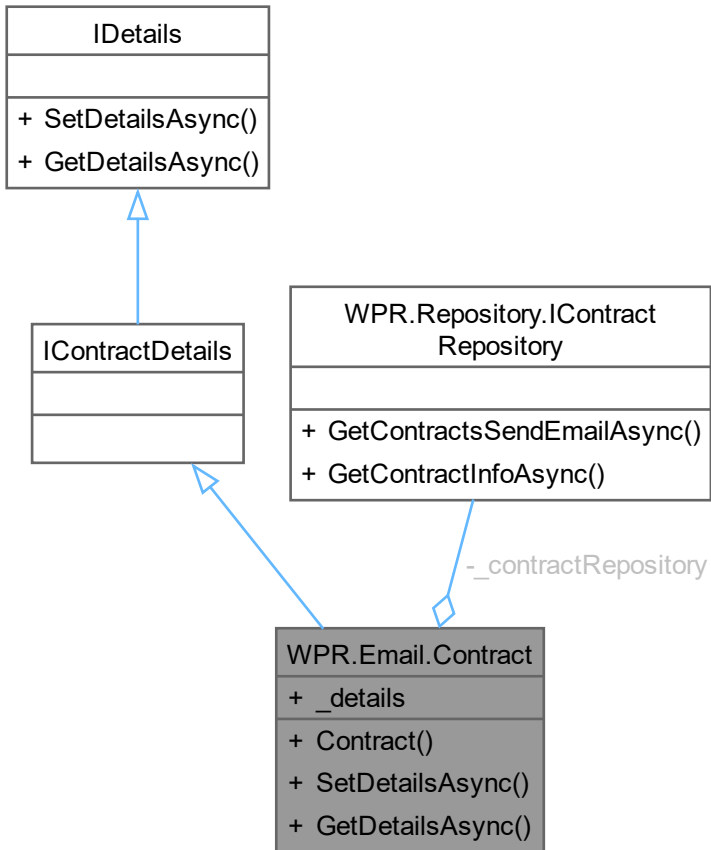 IDetails
+ SetDetailsAsync()
+ GetDetailsAsync()
IContractDetails
WPR.Repository.IContract
Repository
+ GetContractsSendEmailAsync()
+ GetContractInfoAsync()
-_contractRepository
WPR.Email.Contract
+ _details
+ Contract()
+ SetDetailsAsync()
+ GetDetailsAsync()